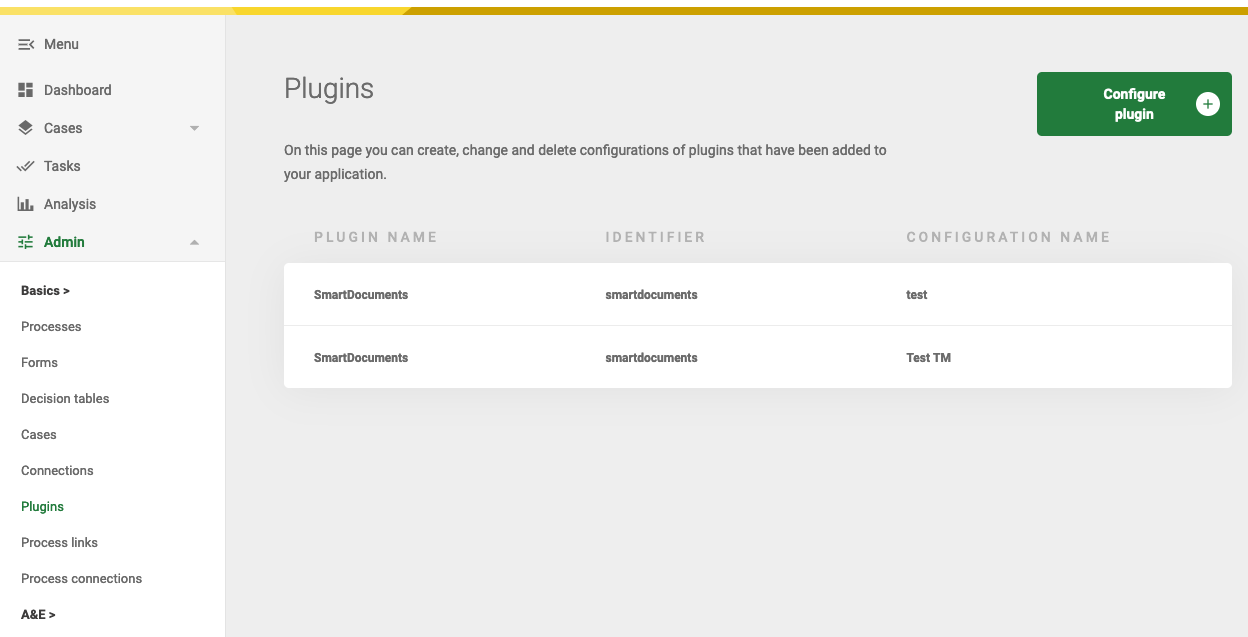 Menu
Dashboard
Cases
Tasks
Analysis
Admin
Basics >
Processes
Forms
Decision tables
Cases
Connections
Plugins
Process links
Process connections
A&E >
Plugins
Configure
plugin
On this page you can create, change and delete configurations of plugins that have been added to
your application.
PLUGIN NAME IDENTIFIER CONFIGURATION NAME
SmartDocuments smartdocuments test
SmartDocuments smartdocuments Test TM